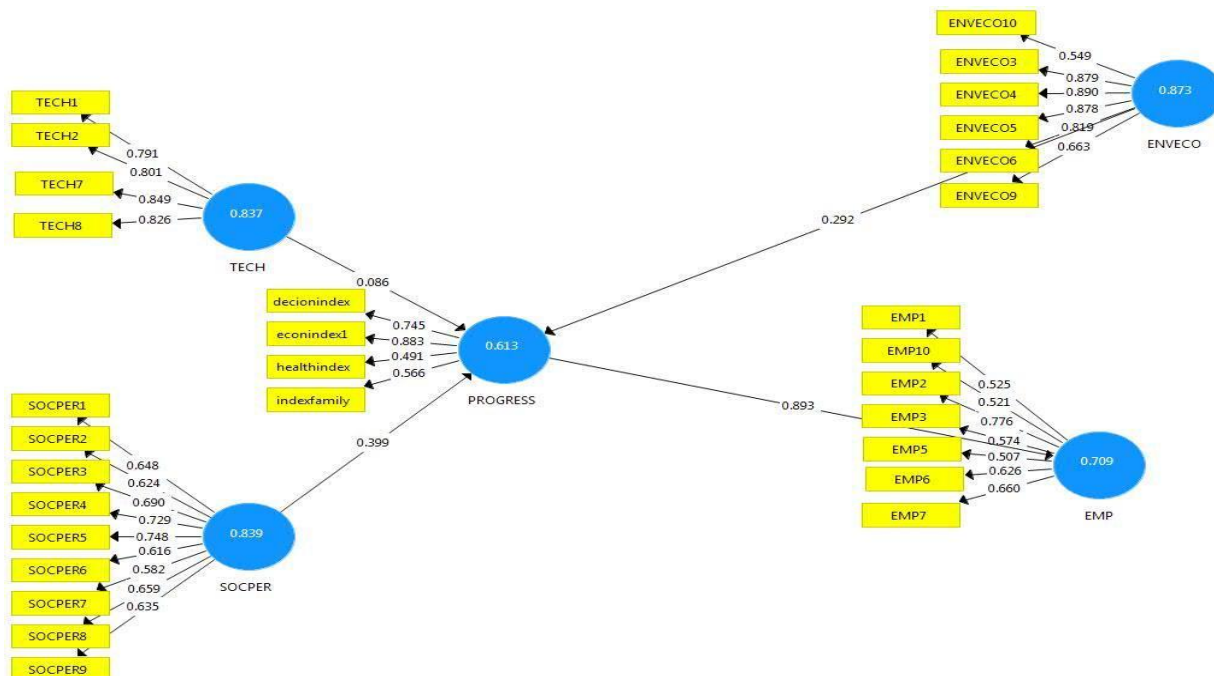 TECH1
TECH2
TECH7
TECH8
0.791
0.801
0.849
0.826
0.837
TECH
0.086
ENVECO10
ENVECO3
ENVECO4
ENVECO5
ENVECO6
ENVECO9
0.549
0.879
0.890
0.878
0.819
0.663
0.873
ENVECO
0.292
decionindex
econindex1
healthindex
indexfamily
0.745
0.883
0.491
0.566
0.613
PROGRESS
0.893
SOCPER1
SOCPER2
SOCPER3
SOCPER4
SOCPER5
SOCPER6
SOCPER7
SOCPER8
SOCPER9
0.648
0.624
0.690
0.729
0.748
0.616
0.582
0.659
0.635
0.839
SOCPER
0.399
EMP1
EMP10
EMP2
EMP3
EMP5
EMP6
EMP7
0.525
0.521
0.776
0.574
0.507
0.626
0.660
0.709
EMP